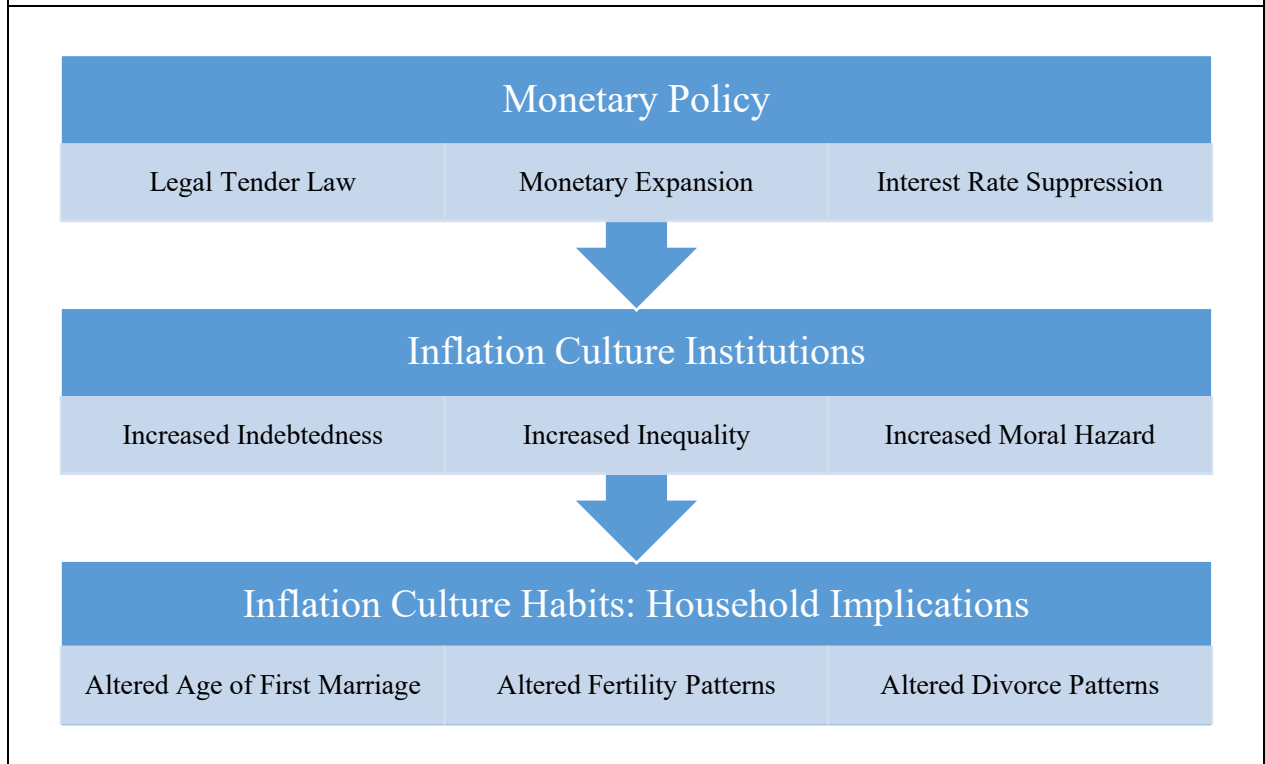 Monetary Policy
Legal Tender Law
Monetary Expansion
Interest Rate Suppression
Inflation Culture Institutions
Increased Indebtedness
Increased Inequality
Increased Moral Hazard
Inflation Culture Habits: Household Implications
Altered Age of First Marriage
Altered Fertility Patterns
Altered Divorce Patterns